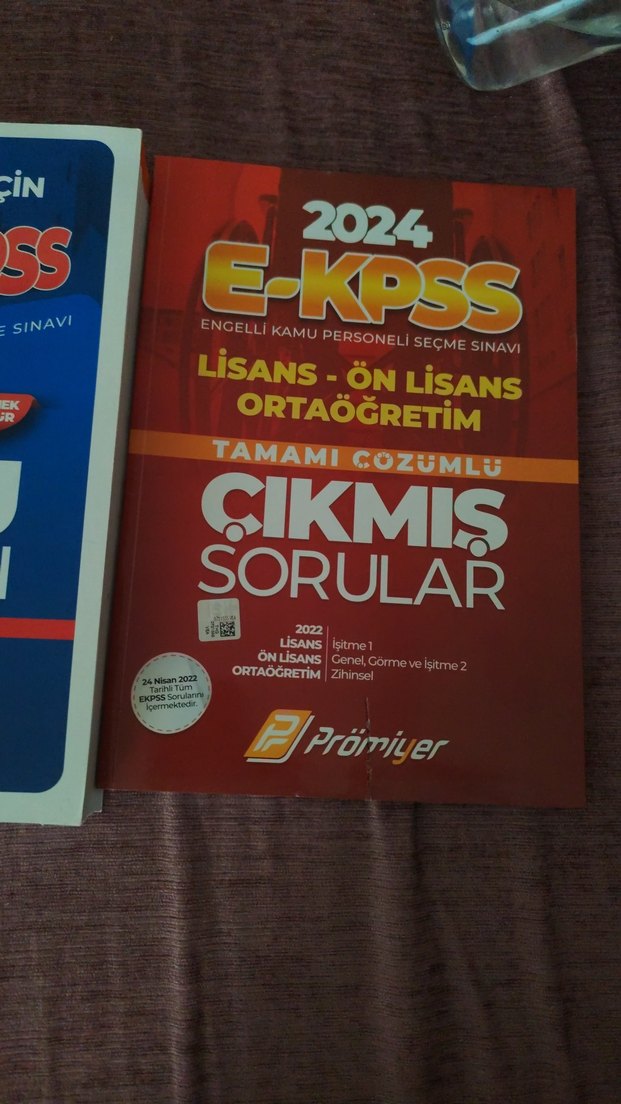 ÇİN
PSS
E SINAVI
2024
E-KPSS
ENGELLİ KAMU PERSONELİ SEÇME SINAVI
LİSANS - ÖN LİSANS
ORTAÖĞRETİM
TAMAMI ÇÖZÜMLÜ
ÇIKMIŞ
SORULAR
2022
LİSANS İşitme 1
ÖN LİSANS Genel, Görme ve İşitme 2
ORTAÖĞRETİM Zihinsel
24 Nisan 2022
Tarihli Tüm
EKPSS Sorularını
İçermektedir.
Prömiyer